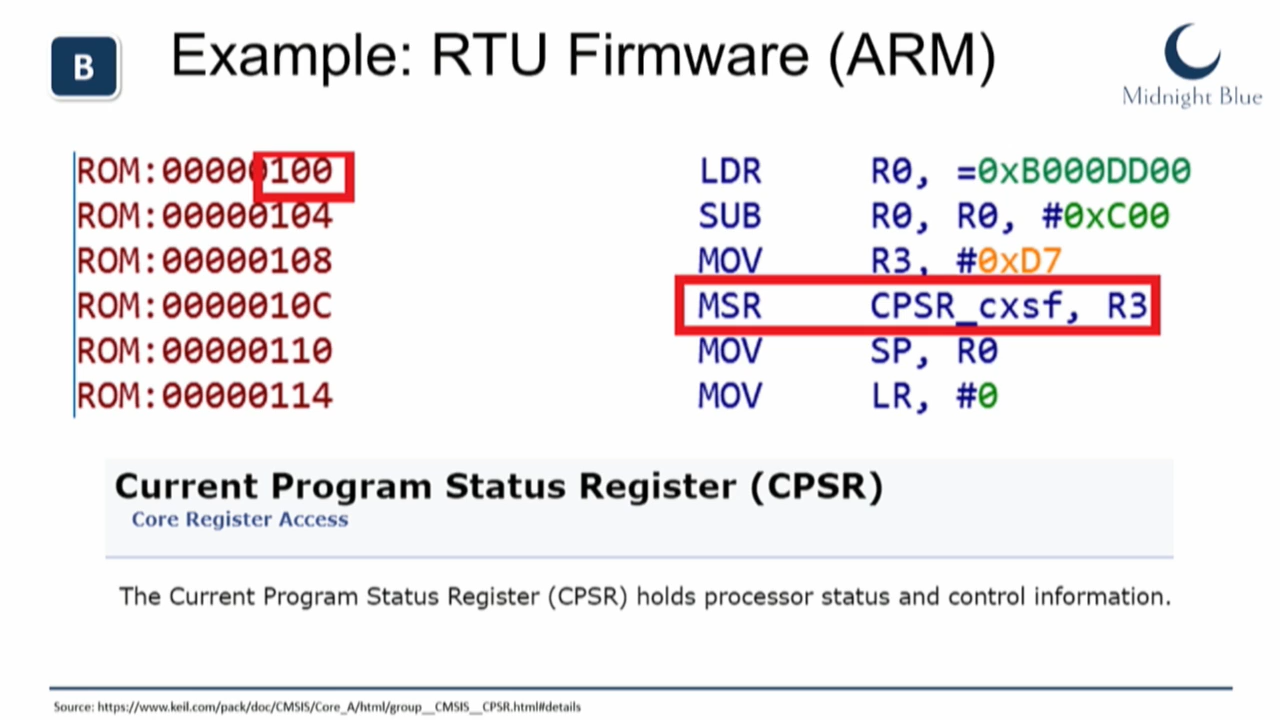 B
Example: RTU Firmware (ARM)
Midnight Blue
ROM:00000100 LDR R0, =0xB000DD00
ROM:00000104 SUB R0, R0, #0xC00
ROM:00000108 MOV R3, #0xD7
ROM:0000010C MSR CPSR_cxsf, R3
ROM:00000110 MOV SP, R0
ROM:00000114 MOV LR, #0
Current Program Status Register (CPSR)
Core Register Access
The Current Program Status Register (CPSR) holds processor status and control information.
Source: https://www.keil.com/pack/doc/CMSIS/Core_A/html/group__CMSIS__CPSR.html#details